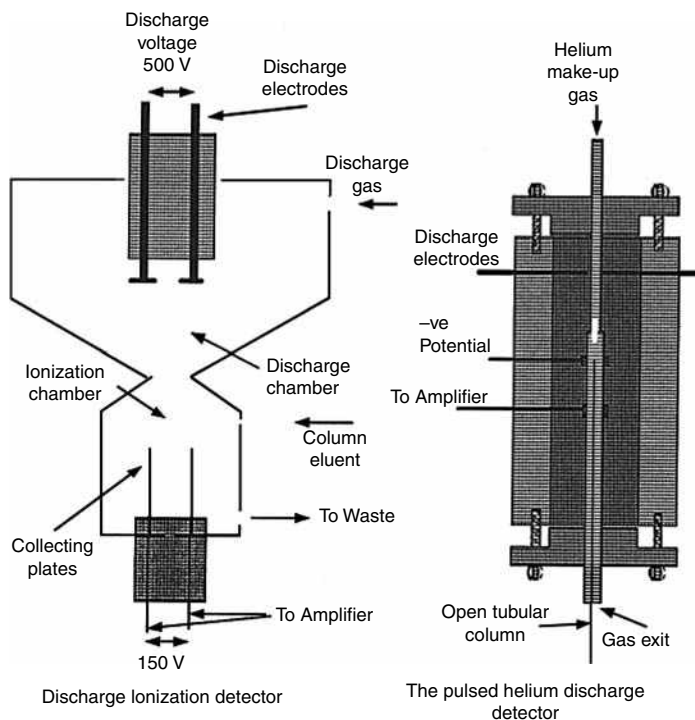 Discharge
voltage
500 V
Discharge
electrodes
Discharge
gas
Ionization
chamber
Discharge
chamber
Column
eluent
To Waste
Collecting
plates
To Amplifier
150 V
Discharge Ionization detector
Helium
make-up
gas
Discharge
electrodes
–ve
Potential
To Amplifier
Open tubular
column
Gas exit
The pulsed helium discharge
detector